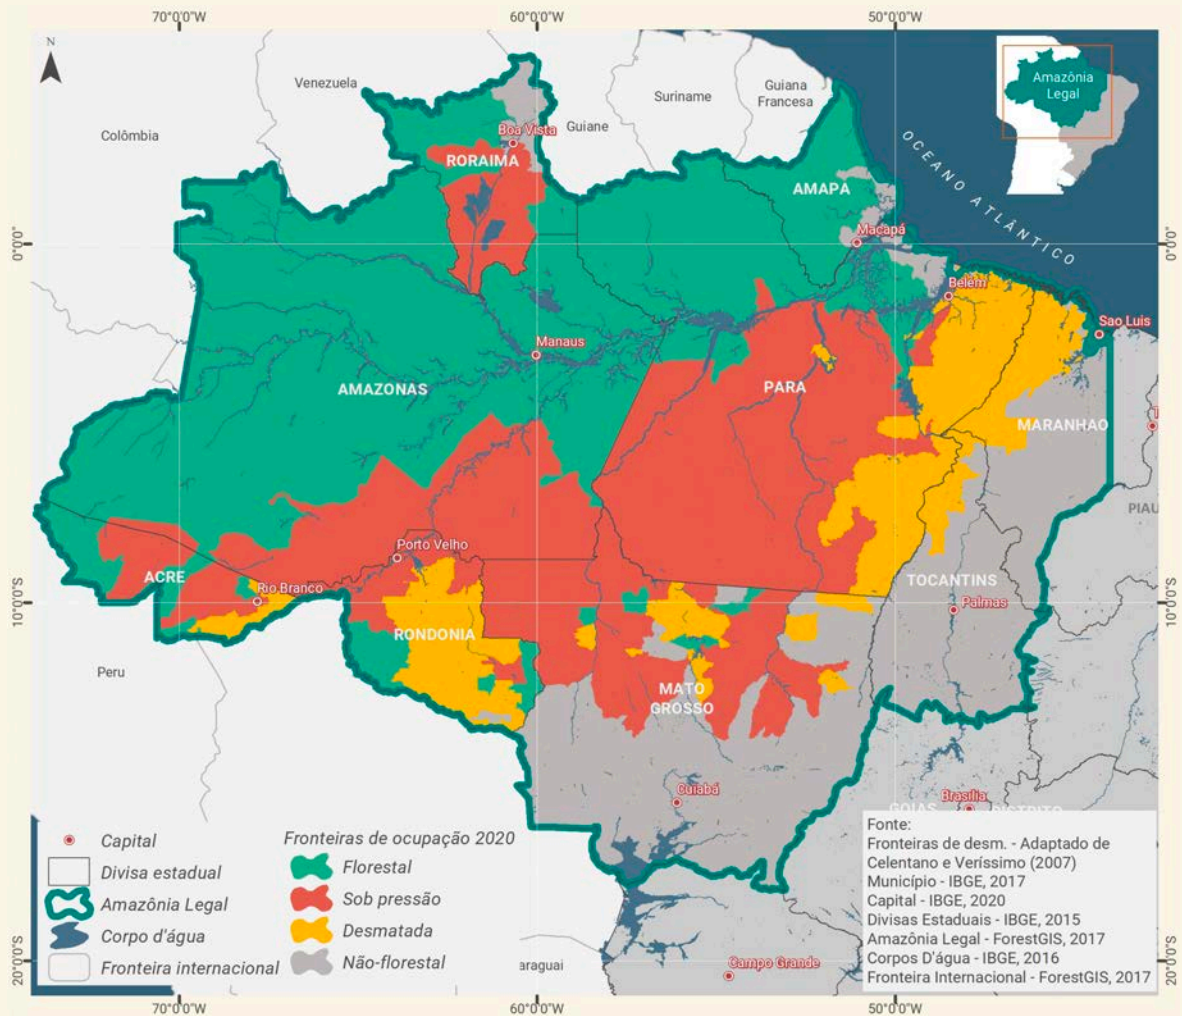 70°0'0"W
60°0'0"W
50°0'0"W
N
Venezuela
Colômbia
Guiane
Suriname
Guiana
Francesa
Amazônia
Legal
OCEANO ATLÂNTICO
Boa Vista
RORAIMA
AMAPÁ
Macapá
0°0'0"
0°0'0"
Belém
Sao Luis
Manaus
AMAZONAS
PARA
MARANHAO
PIAU
Porto Velho
ACRE
Rio Branco
TOCANTINS
Palmas
10°0'0"S
10°0'0"S
RONDONIA
Peru
MATO
GROSSO
Cuiabá
Brasília
GOIAS
DISTRITO
araguai
Campo Grande
Capital
Divisa estadual
Amazônia Legal
Corpo d'água
Fronteira internacional
Fronteiras de ocupação 2020
Florestal
Sob pressão
Desmatada
Não-florestal
Fonte:
Fronteiras de desm. - Adaptado de
Celentano e Veríssimo (2007)
Município - IBGE, 2017
Capital - IBGE, 2020
Divisas Estaduais - IBGE, 2015
Amazônia Legal - ForestGIS, 2017
Corpos D'água - IBGE, 2016
Fronteira Internacional - ForestGIS, 2017
20°0'0"S
20°0'0"S
70°0'0"W
60°0'0"W
50°0'0"W